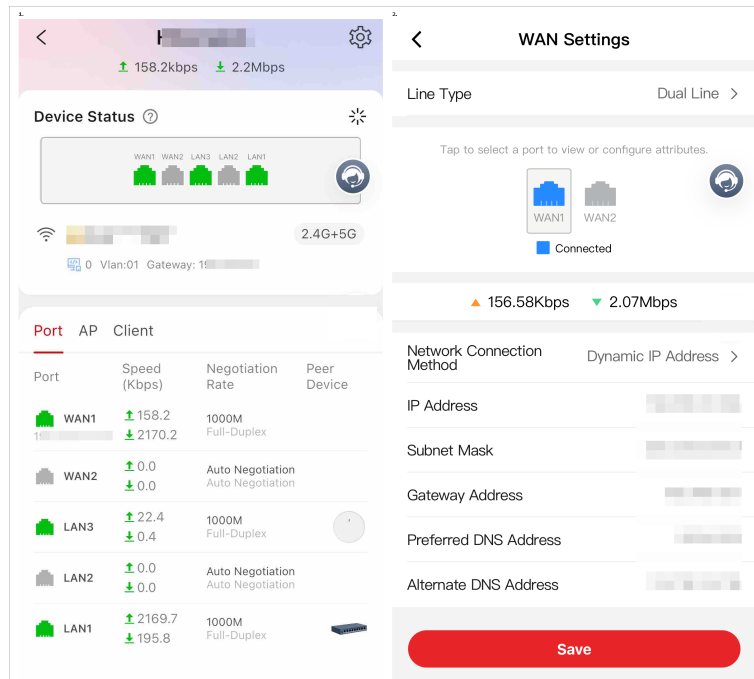 1.
158.2kbps 2.2Mbps
Device Status ?
WAN1 WAN2 LAN3 LAN2 LAN1
2.4G+5G
0 Vlan:01 Gateway: 19
Port AP Client
Port Speed (Kbps) Negotiation Rate Peer Device
WAN1 158.2 1000M
2170.2 Full-Duplex
WAN2 0.0 Auto Negotiation
0.0 Auto Negotiation
LAN3 22.4 1000M
0.4 Full-Duplex
LAN2 0.0 Auto Negotiation
0.0 Auto Negotiation
LAN1 2169.7 1000M
195.8 Full-Duplex
2.
WAN Settings
Line Type Dual Line
Tap to select a port to view or configure attributes.
WAN1 WAN2
Connected
156.58Kbps 2.07Mbps
Network Connection Method Dynamic IP Address
IP Address
Subnet Mask
Gateway Address
Preferred DNS Address
Alternate DNS Address
Save